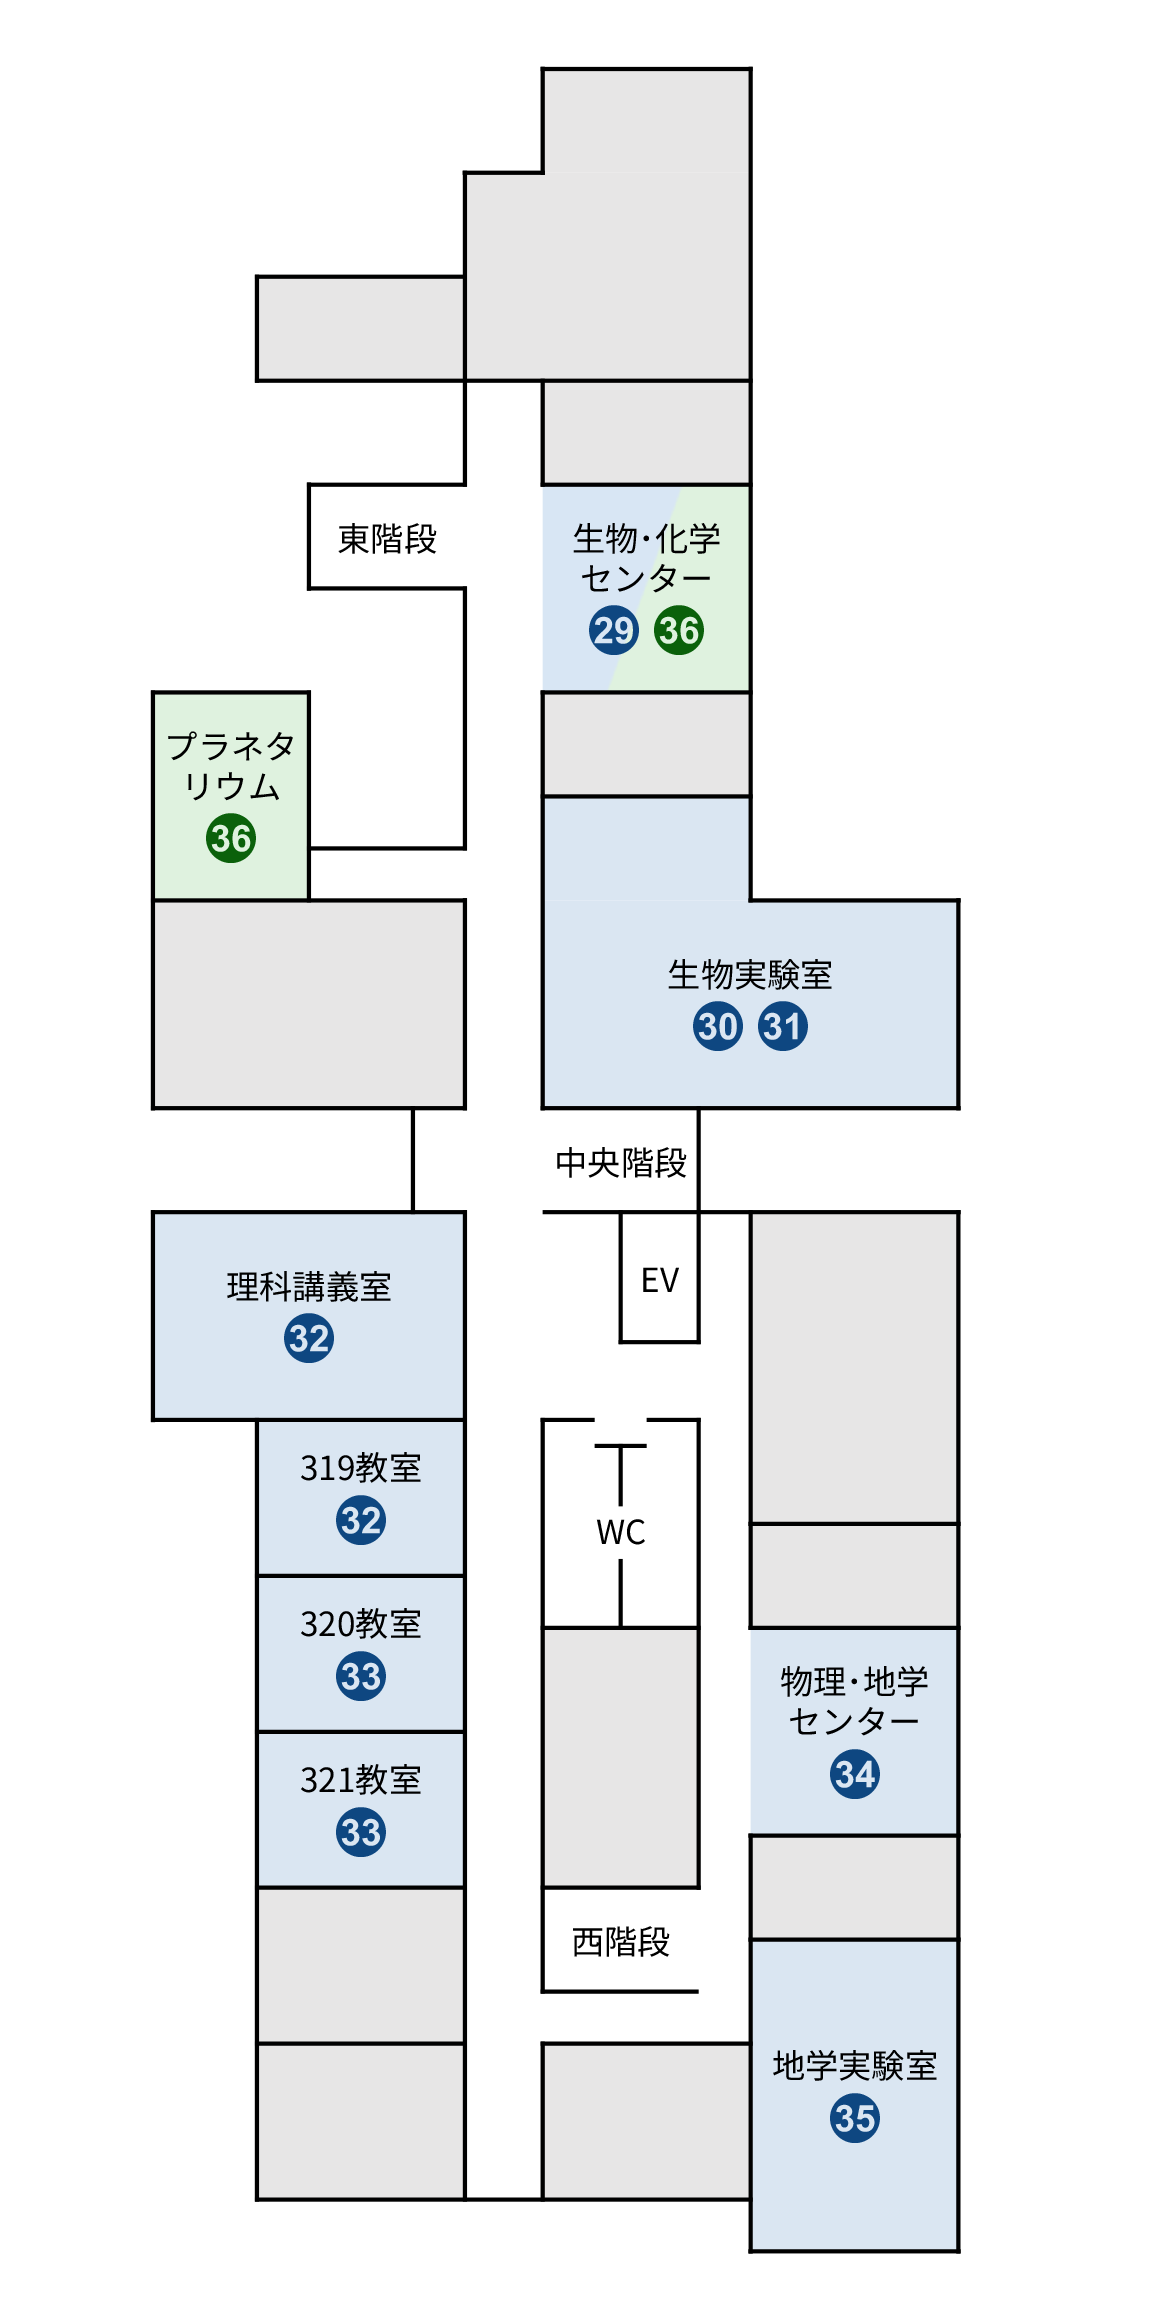 東階段
生物・化学
センター
29 36
プラネタ
リウム
36
生物実験室
30 31
中央階段
理科講義室
32
EV
319教室
32
WC
320教室
33
物理・地学
センター
34
321教室
33
西階段
地学実験室
35